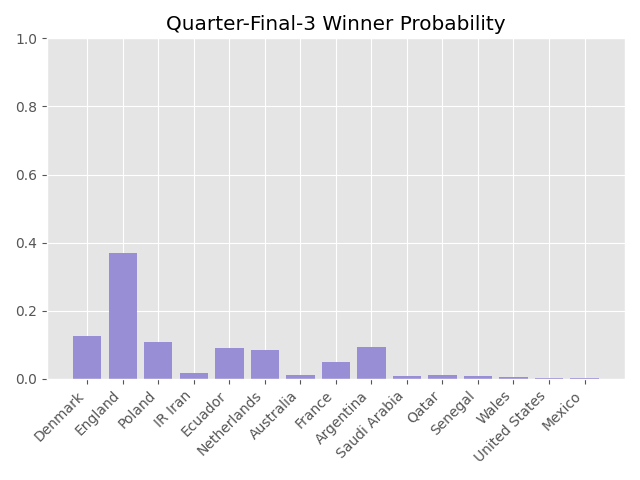 Quarter-Final-3 Winner Probability
1.0
0.8
0.6
0.4
0.2
0.0
Denmark
England
Poland
IR Iran
Ecuador
Netherlands
Australia
France
Argentina
Saudi Arabia
Qatar
Senegal
Wales
United States
Mexico